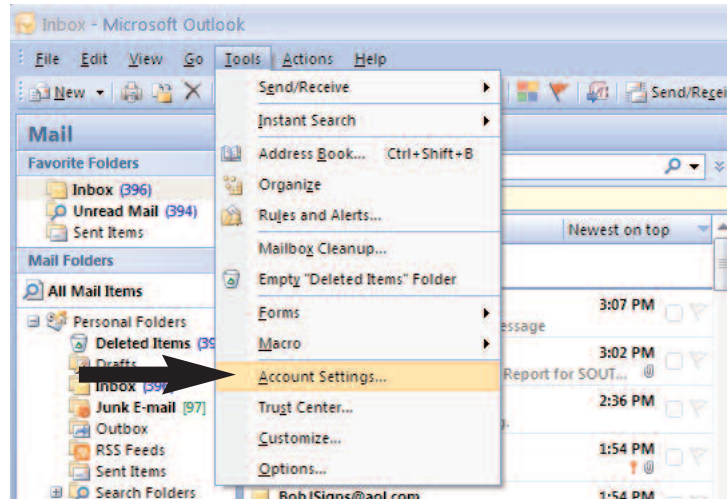 Inbox - Microsoft Outlook
File Edit View Go Tools Actions Help
New Send/Recei
Send/Receive
Instant Search
Address Book... Ctrl+Shift+B
Organize
Rules and Alerts...
Mailbox Cleanup...
Empty "Deleted Items" Folder
Forms
Macro
Account Settings...
Trust Center...
Customize...
Options...
Mail
Favorite Folders
Inbox (396)
Unread Mail (394)
Sent Items
Mail Folders
All Mail Items
Personal Folders
Deleted Items (39
Drafts
Inbox (396)
Junk E-mail [97]
Outbox
RSS Feeds
Sent Items
Search Folders
Newest on top
3:07 PM
essage
3:02 PM
Report for SOUT...
2:36 PM
1:54 PM
BobJSigns@aol.com 1:54 PM